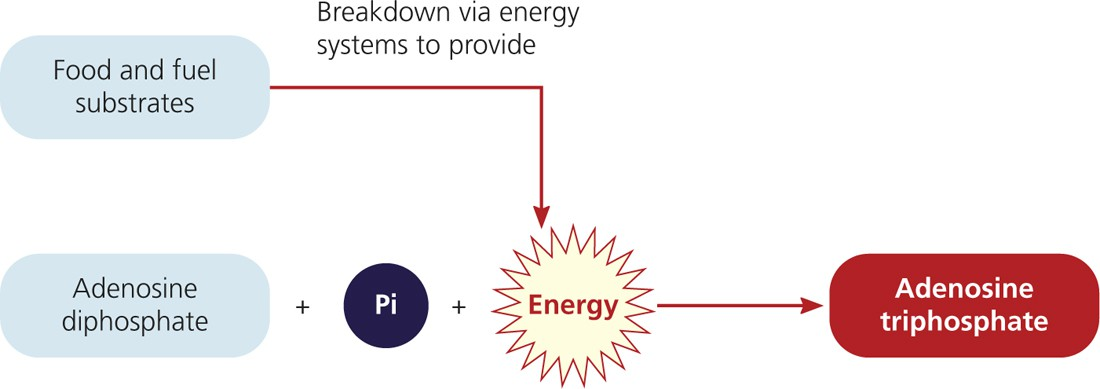 Breakdown via energy
systems to provide
Food and fuel
substrates
Adenosine
diphosphate
+
Pi
+
Energy
Adenosine
triphosphate